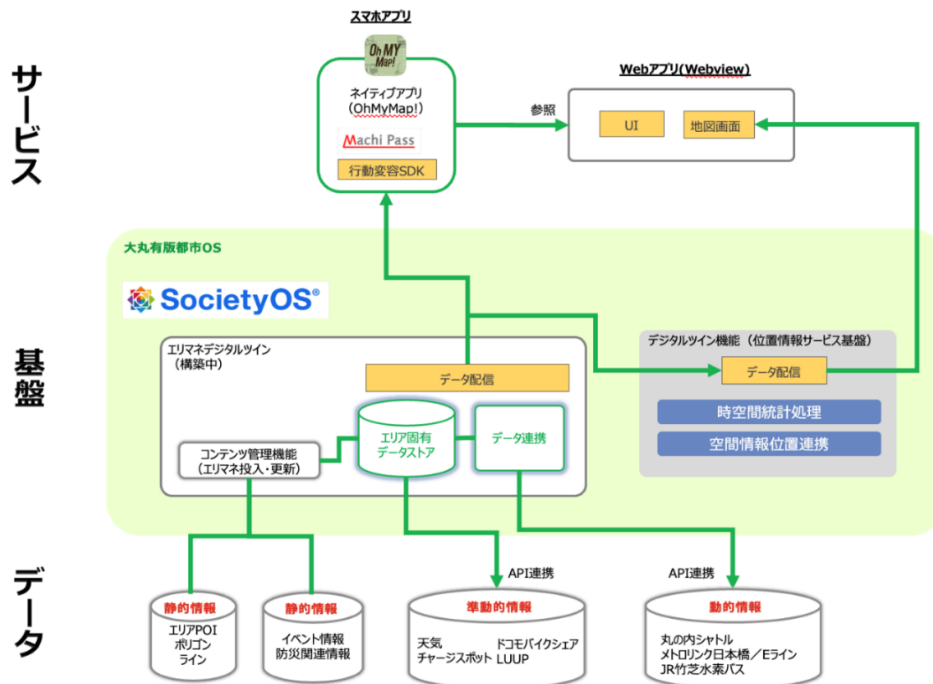 スマホアプリ
Oh MY
Map!
サービス
ネイティブアプリ
(OhMyMap!)
Machi Pass
行動変容SDK
参照
Webアプリ(Webview)
UI
地図画面
大丸有版都市OS
SocietyOS®
基盤
エリマネデジタルツイン
(構築中)
データ配信
エリア固有
データストア
データ連携
コンテンツ管理機能
(エリマネ投入・更新)
デジタルツイン機能(位置情報サービス基盤)
データ配信
時空間統計処理
空間情報位置連携
データ
静的情報
エリアPOI
ポリゴン
ライン
静的情報
イベント情報
防災関連情報
API連携
準動的情報
天気 ドコモバイクシェア
チャージスポット LUUP
API連携
動的情報
丸の内シャトル
メトロリンク日本橋/Eライン
JR竹芝水素バス